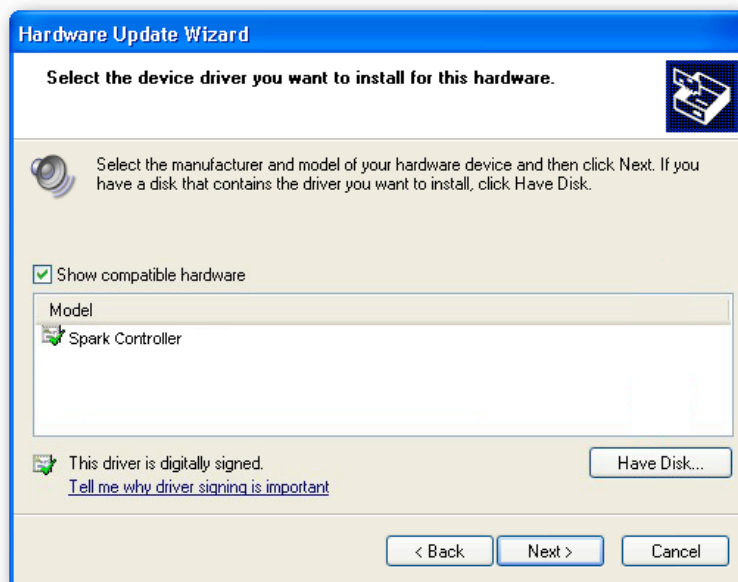 Hardware Update Wizard
Select the device driver you want to install for this hardware.
Select the manufacturer and model of your hardware device and then click Next. If you
have a disk that contains the driver you want to install, click Have Disk.
Show compatible hardware
Model
Spark Controller
This driver is digitally signed.
Have Disk...
Tell me why driver signing is important
< Back
Next >
Cancel